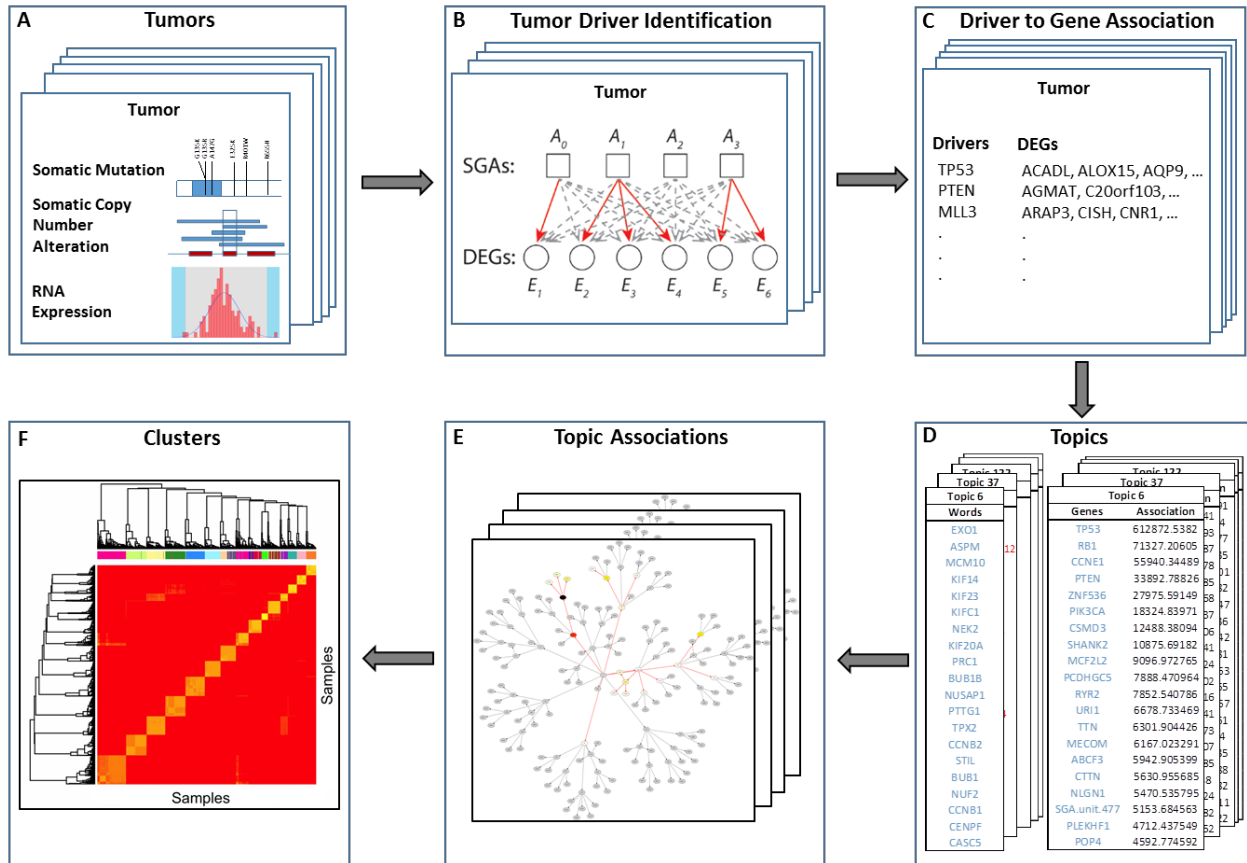 A Tumors
Tumor
Somatic Mutation
Somatic Copy
Number
Alteration
RNA
Expression
B Tumor Driver Identification
Tumor
A0 A1 A2 A3
SGAs:
DEGs:
E1 E2 E3 E4 E5 E6
C Driver to Gene Association
Tumor
Drivers DEGs
TP53 ACADL, ALOX15, AQP9, ...
PTEN AGMAT, C20orf103, ...
MLL3 ARAP3, CISH, CNR1, ...
. .
. .
. .
D Topics
Topic 122 Topic 122
Topic 37 Topic 37
Topic 6
Words
EXO1
ASPM
MCM10
KIF14
KIF23
KIFC1
NEK2
KIF20A
PRC1
BUB1B
NUSAP1
PTTG1
TPX2
CCNB2
STIL
BUB1
NUF2
CCNB1
CENPF
CASC5
Topic 6
Genes Association
TP53 612872.5382
RB1 71327.20605
CCNE1 55940.34489
PTEN 33892.78826
ZNF536 27975.59149
PIK3CA 18324.83971
CSMD3 12488.38094
SHANK2 10875.69182
MCF2L2 9096.972765
PCDHGC5 7888.470964
RYR2 7852.540786
URI1 6678.733469
TTN 6301.904426
MECOM 6167.023291
ABCF3 5942.905399
CTTN 5630.955685
NLGN1 5470.535795
SGA.unit.477 5153.684563
PLEKHF1 4712.437549
POP4 4592.774592
E Topic Associations
F Clusters
Samples
Samples